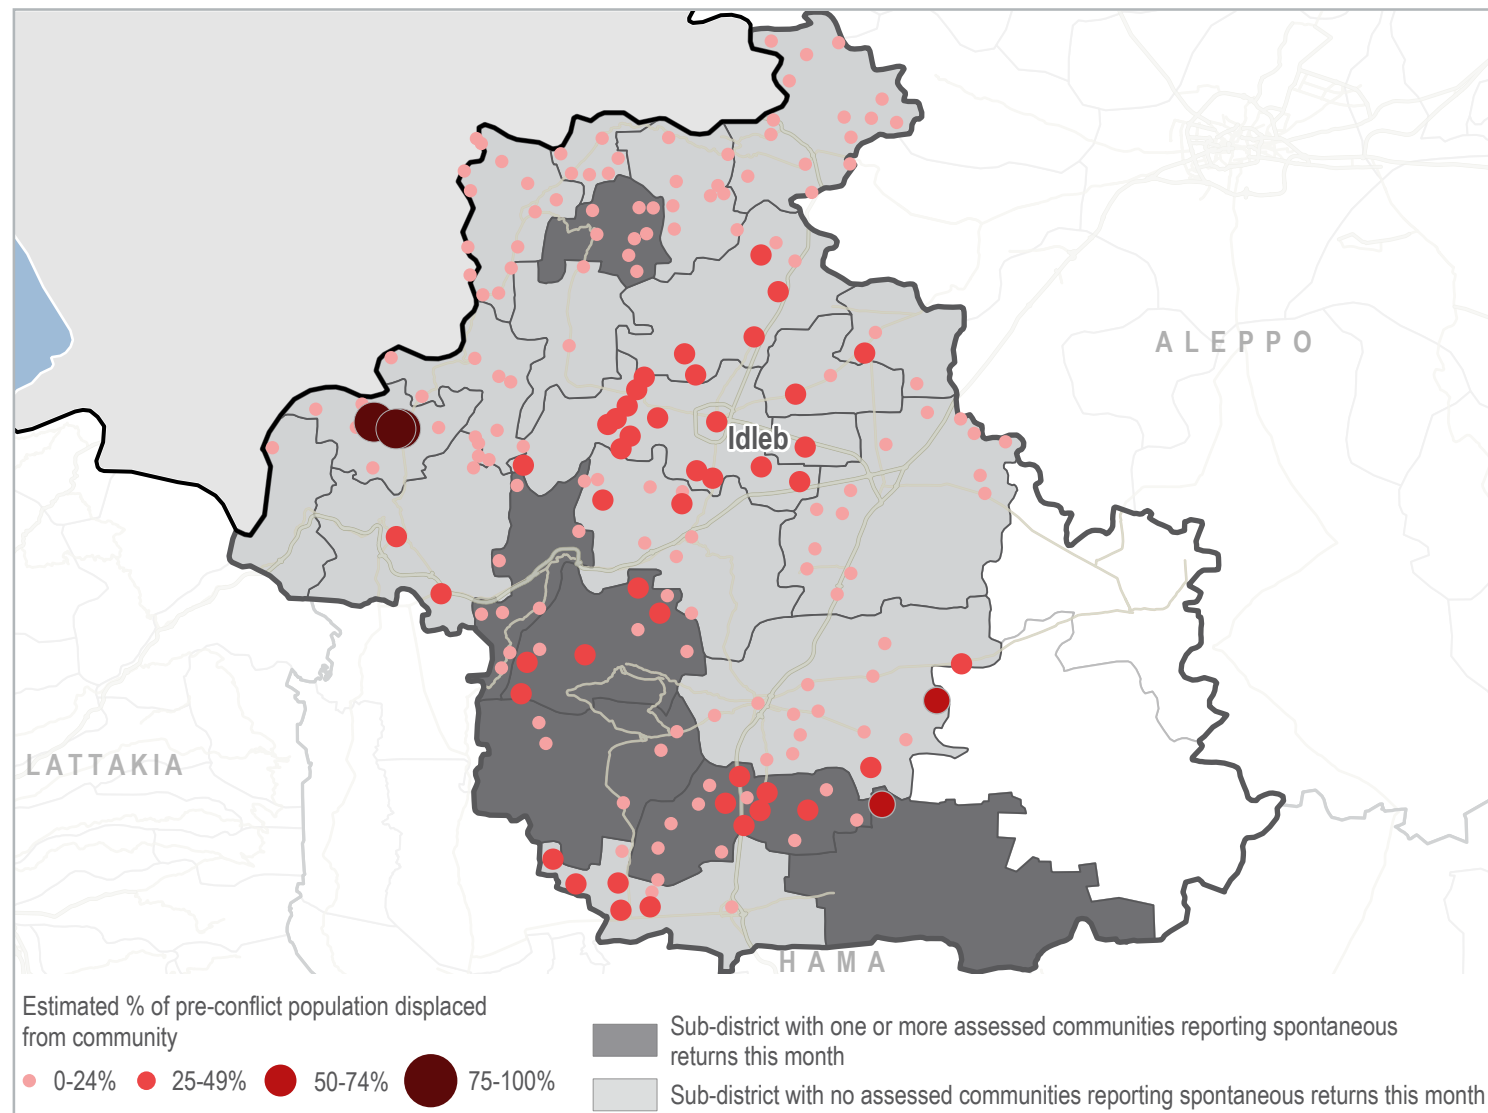 ALEPPO
Idleb
LATTAKIA
HAMA
Estimated % of pre-conflict population displaced
from community
0-24%
25-49%
50-74%
75-100%
Sub-district with one or more assessed communities reporting spontaneous
returns this month
Sub-district with no assessed communities reporting spontaneous returns this month